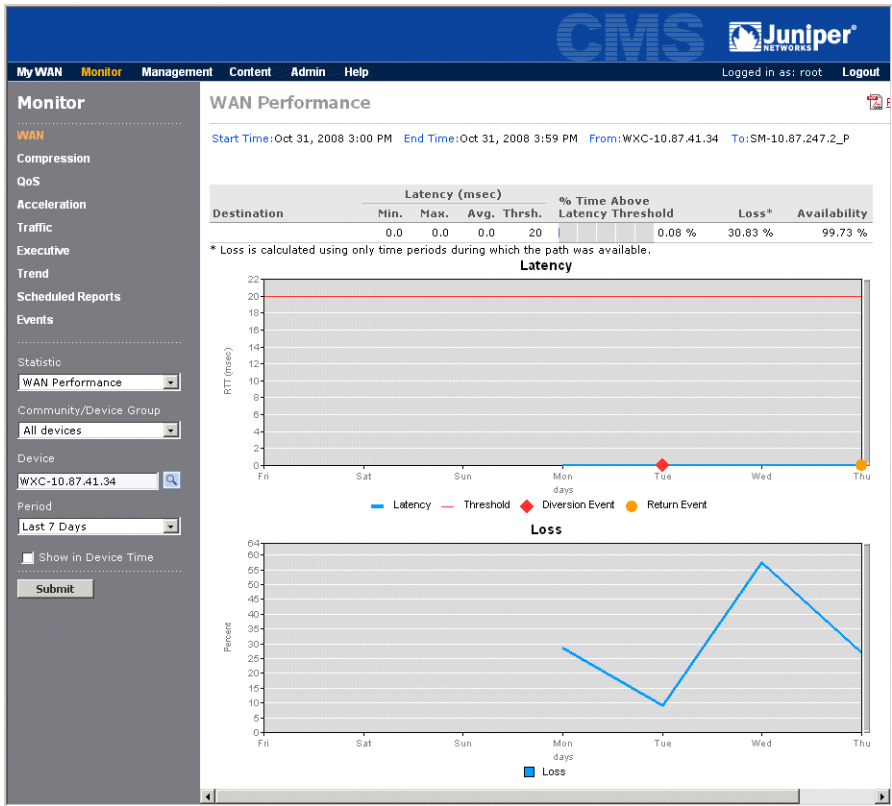 CMS
Juniper®
NETWORKS
My WAN Monitor Management Content Admin Help Logged in as: root Logout
Monitor
WAN
Compression
QoS
Acceleration
Traffic
Executive
Trend
Scheduled Reports
Events
Statistic
WAN Performance
Community/Device Group
All devices
Device
WXC-10.87.41.34
Period
Last 7 Days
Show in Device Time
Submit
WAN Performance
Start Time:Oct 31, 2008 3:00 PM End Time:Oct 31, 2008 3:59 PM From:WXC-10.87.41.34 To:SM-10.87.247.2_P
Latency (msec) % Time Above
Destination Min. Max. Avg. Thrsh. Latency Threshold Loss* Availability
0.0 0.0 0.0 20 0.08 % 30.83 % 99.73 %
* Loss is calculated using only time periods during which the path was available.
Latency
RTT (msec)
22
20
18
16
14
12
10
8
6
4
2
0
Fri Sat Sun Mon Tue Wed Thu
days
Latency Threshold Diversion Event Return Event
Loss
Percent
64
60
55
50
45
40
35
30
25
20
15
10
5
0
Fri Sat Sun Mon Tue Wed Thu
days
Loss